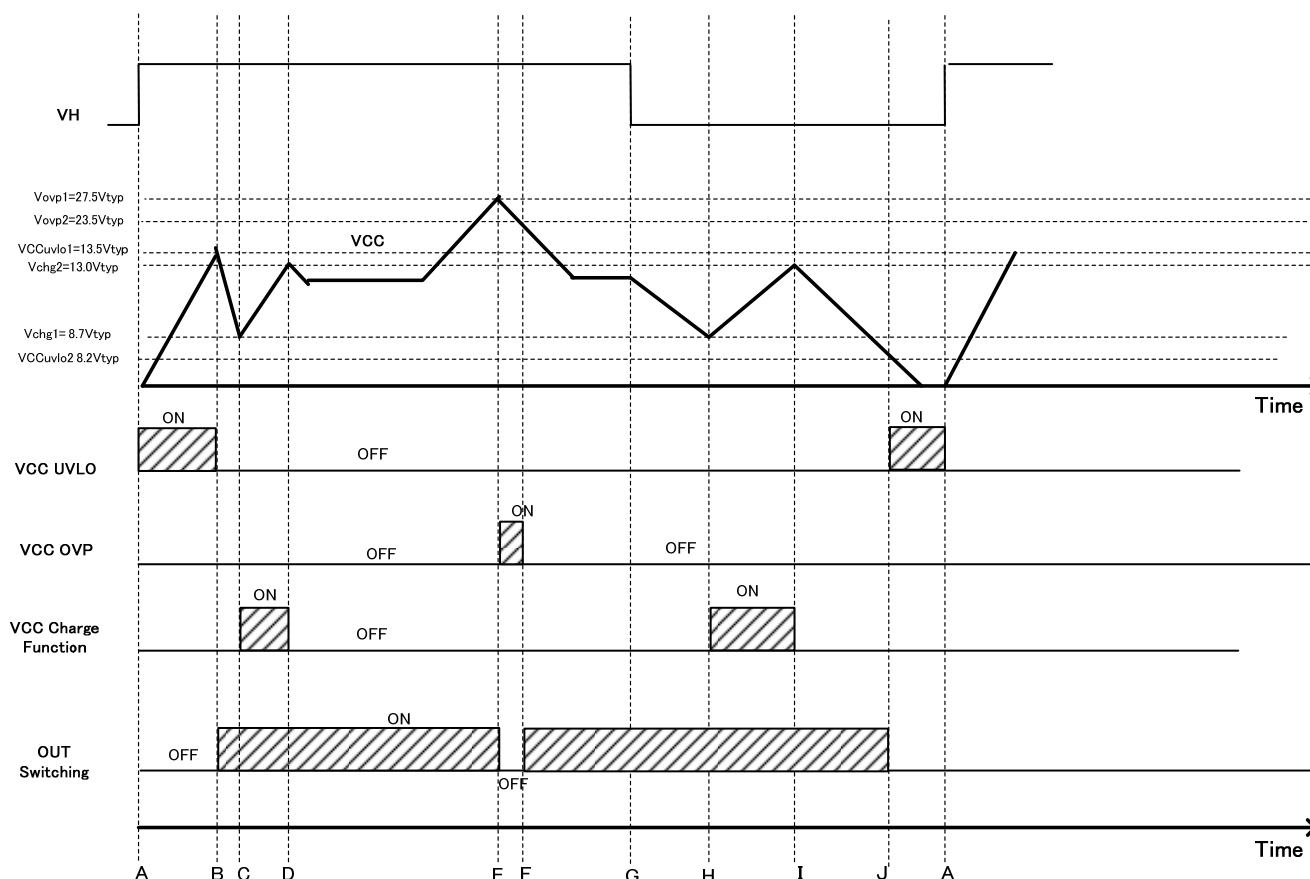 VH
Vovp1=27.5Vtyp
Vovp2=23.5Vtyp
VCCuvlo1=13.5Vtyp
VCC
Vchg2=13.0Vtyp
Vchg1= 8.7Vtyp
VCCuvlo2 8.2Vtyp
Time
ON
ON
VCC UVLO
OFF
ON
VCC OVP
OFF
OFF
ON
ON
VCC Charge
Function
OFF
ON
OUT
Switching
OFF
OFF
Time
A B C D E F G H I J A